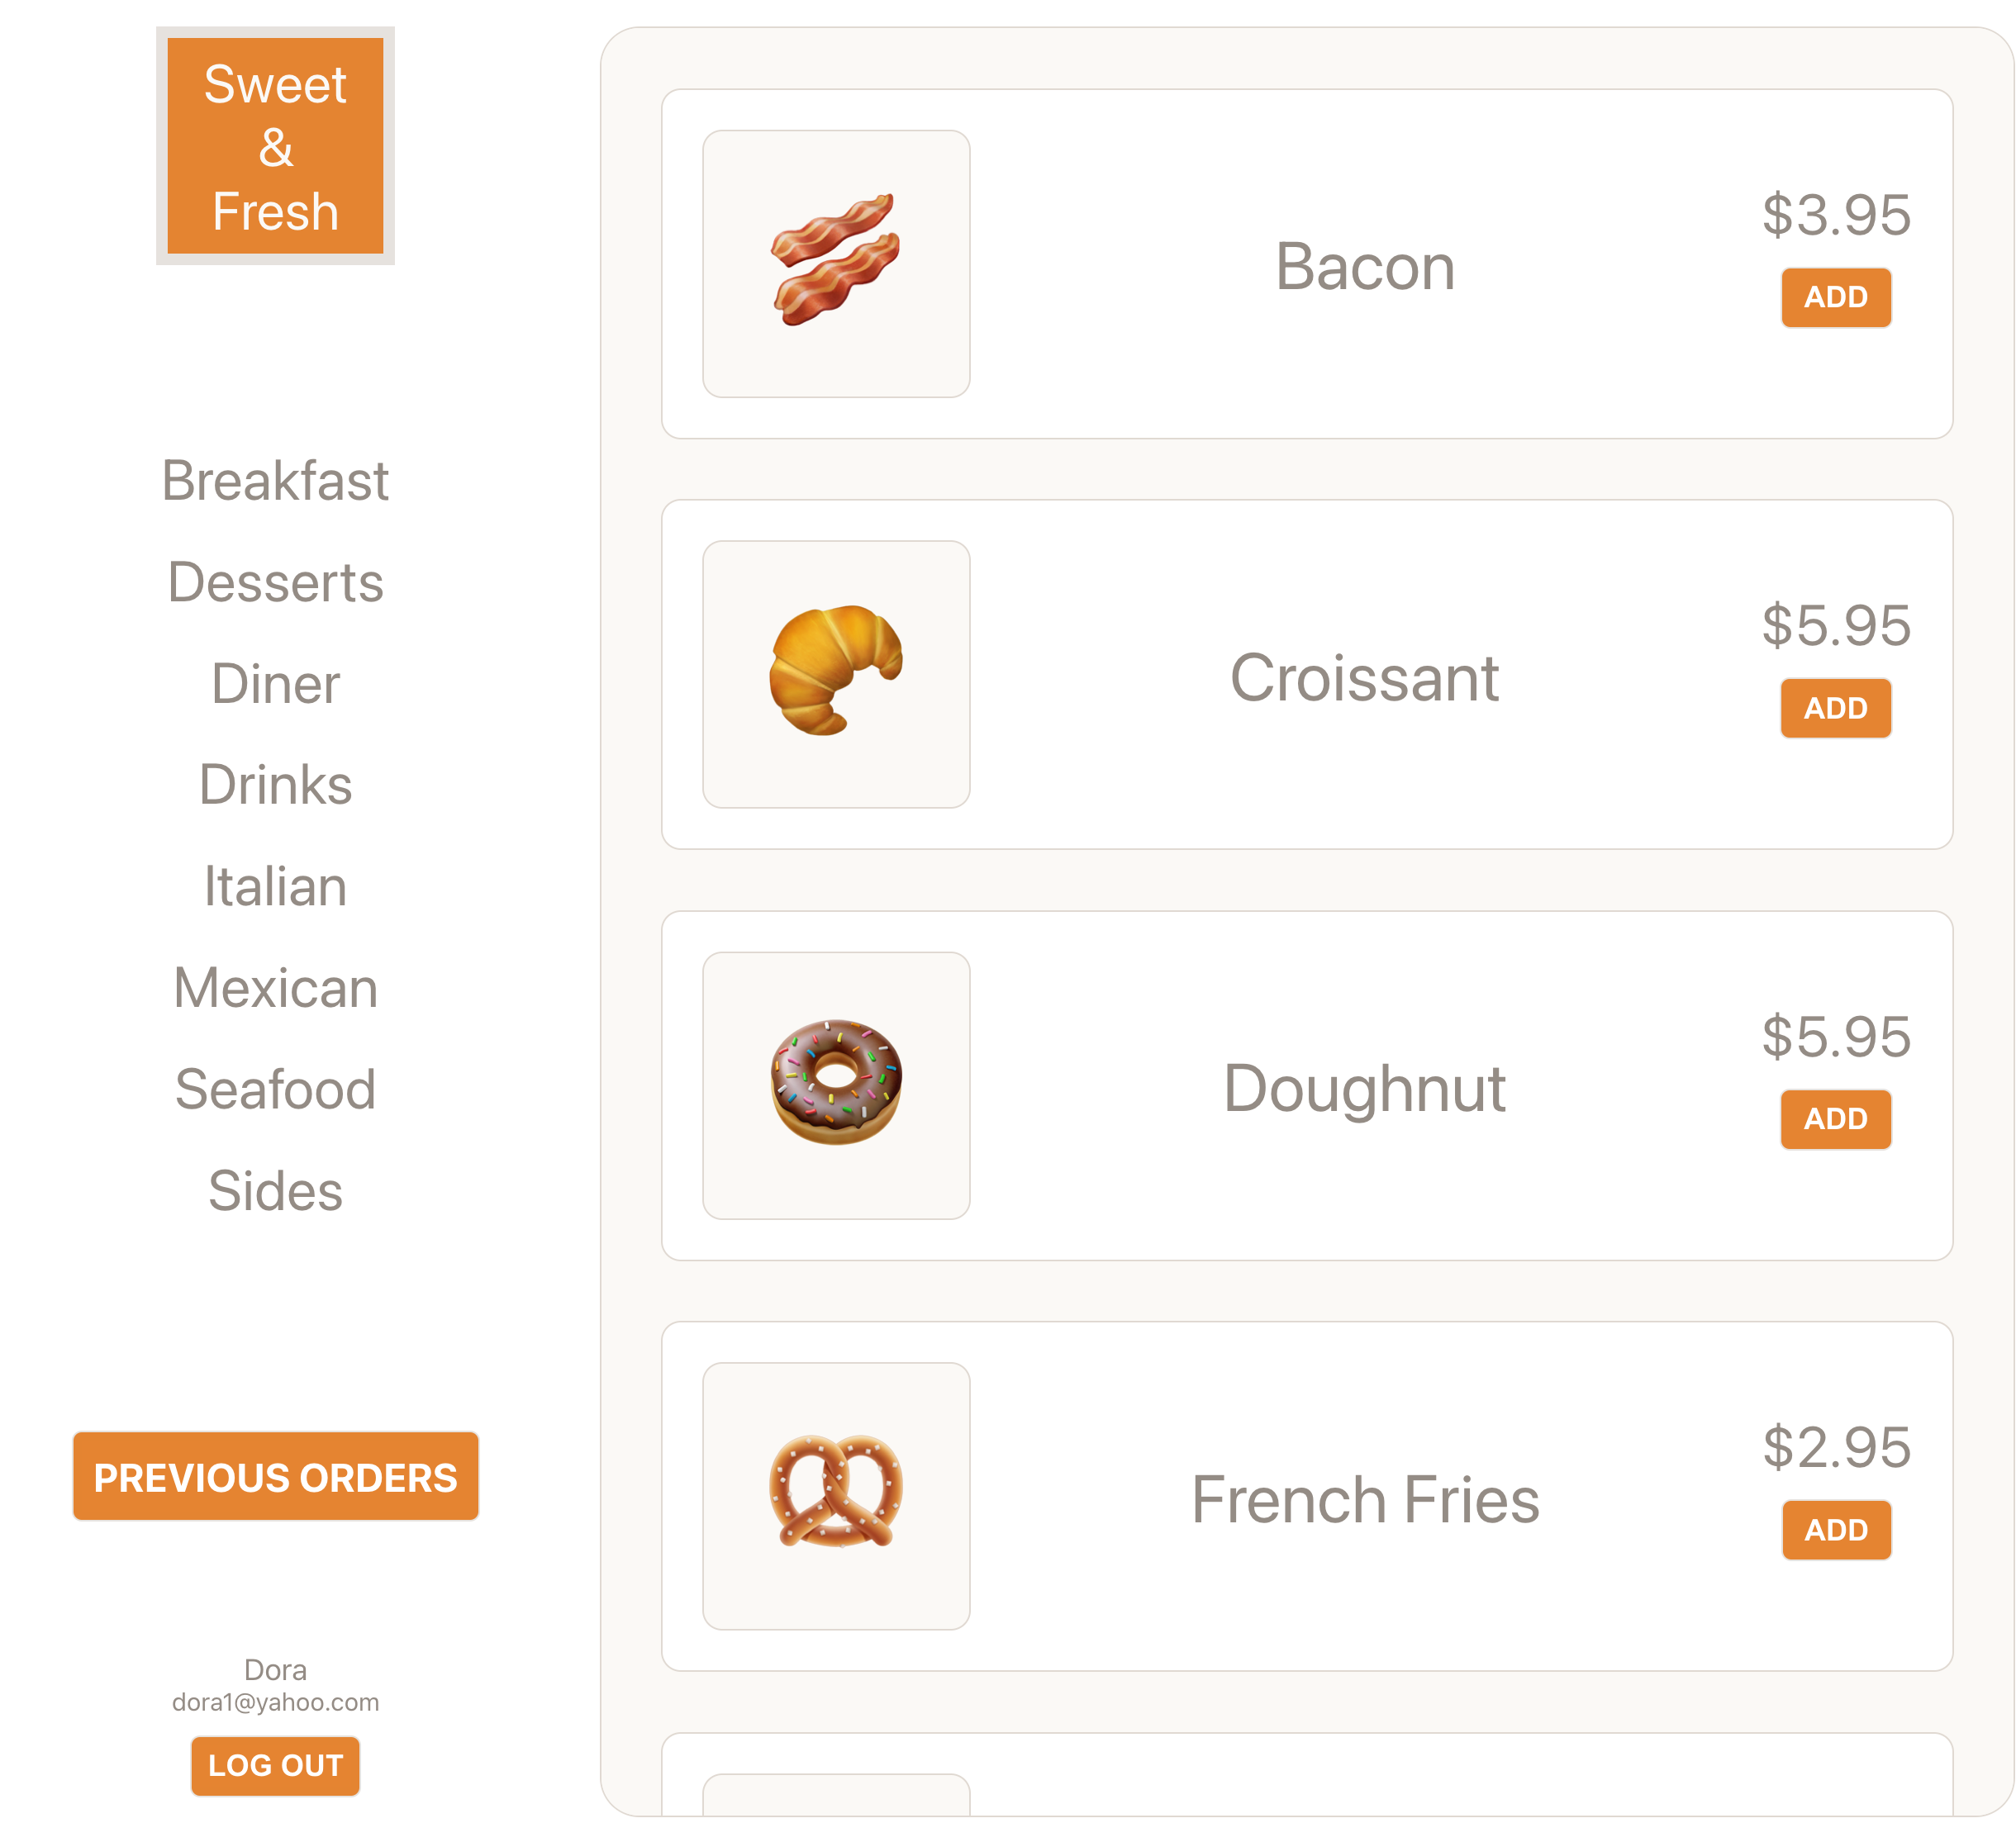 Sweet
&
Fresh
Breakfast
Desserts
Diner
Drinks
Italian
Mexican
Seafood
Sides
PREVIOUS ORDERS
Dora
dora1@yahoo.com
LOG OUT
Bacon
$3.95
ADD
Croissant
$5.95
ADD
Doughnut
$5.95
ADD
French Fries
$2.95
ADD